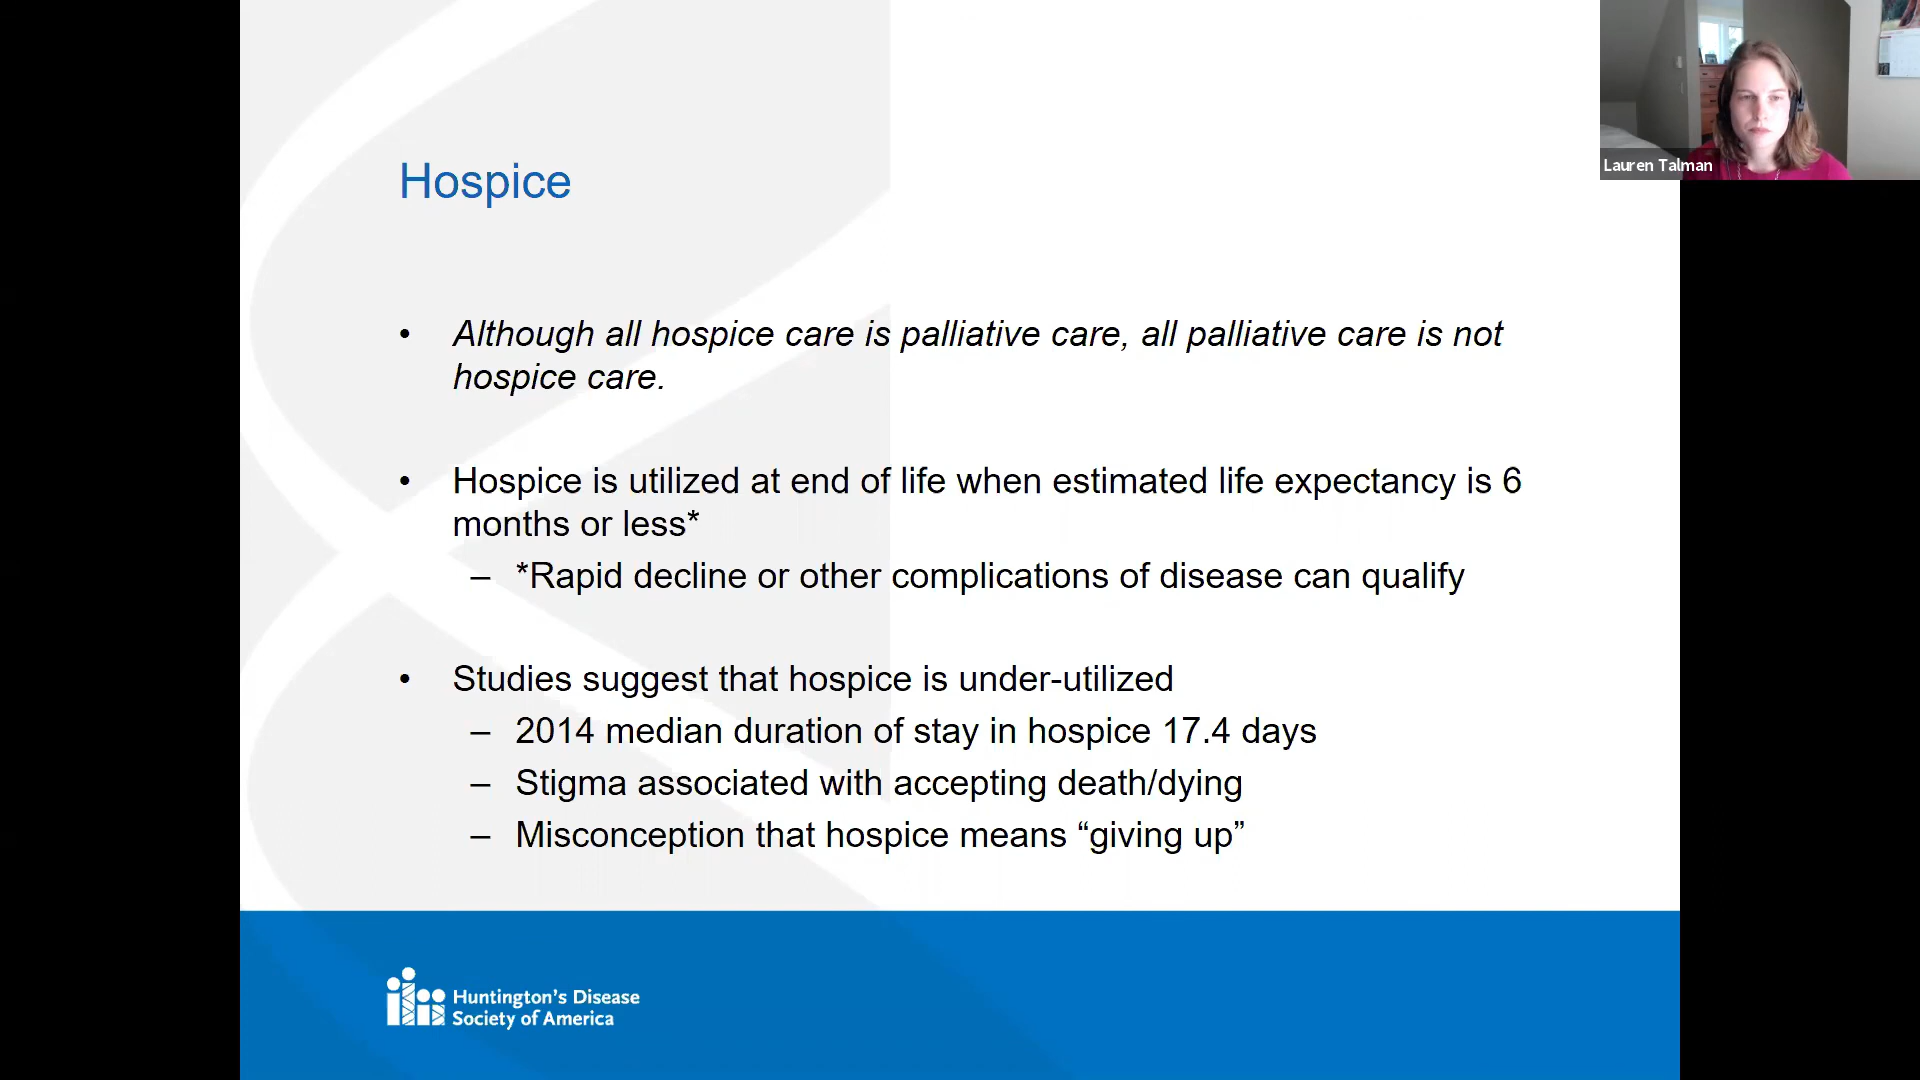 Lauren Talman
Hospice
• Although all hospice care is palliative care, all palliative care is not
hospice care.
• Hospice is utilized at end of life when estimated life expectancy is 6
months or less*
– *Rapid decline or other complications of disease can qualify
• Studies suggest that hospice is under-utilized
– 2014 median duration of stay in hospice 17.4 days
– Stigma associated with accepting death/dying
– Misconception that hospice means “giving up”
Huntington’s Disease
Society of America